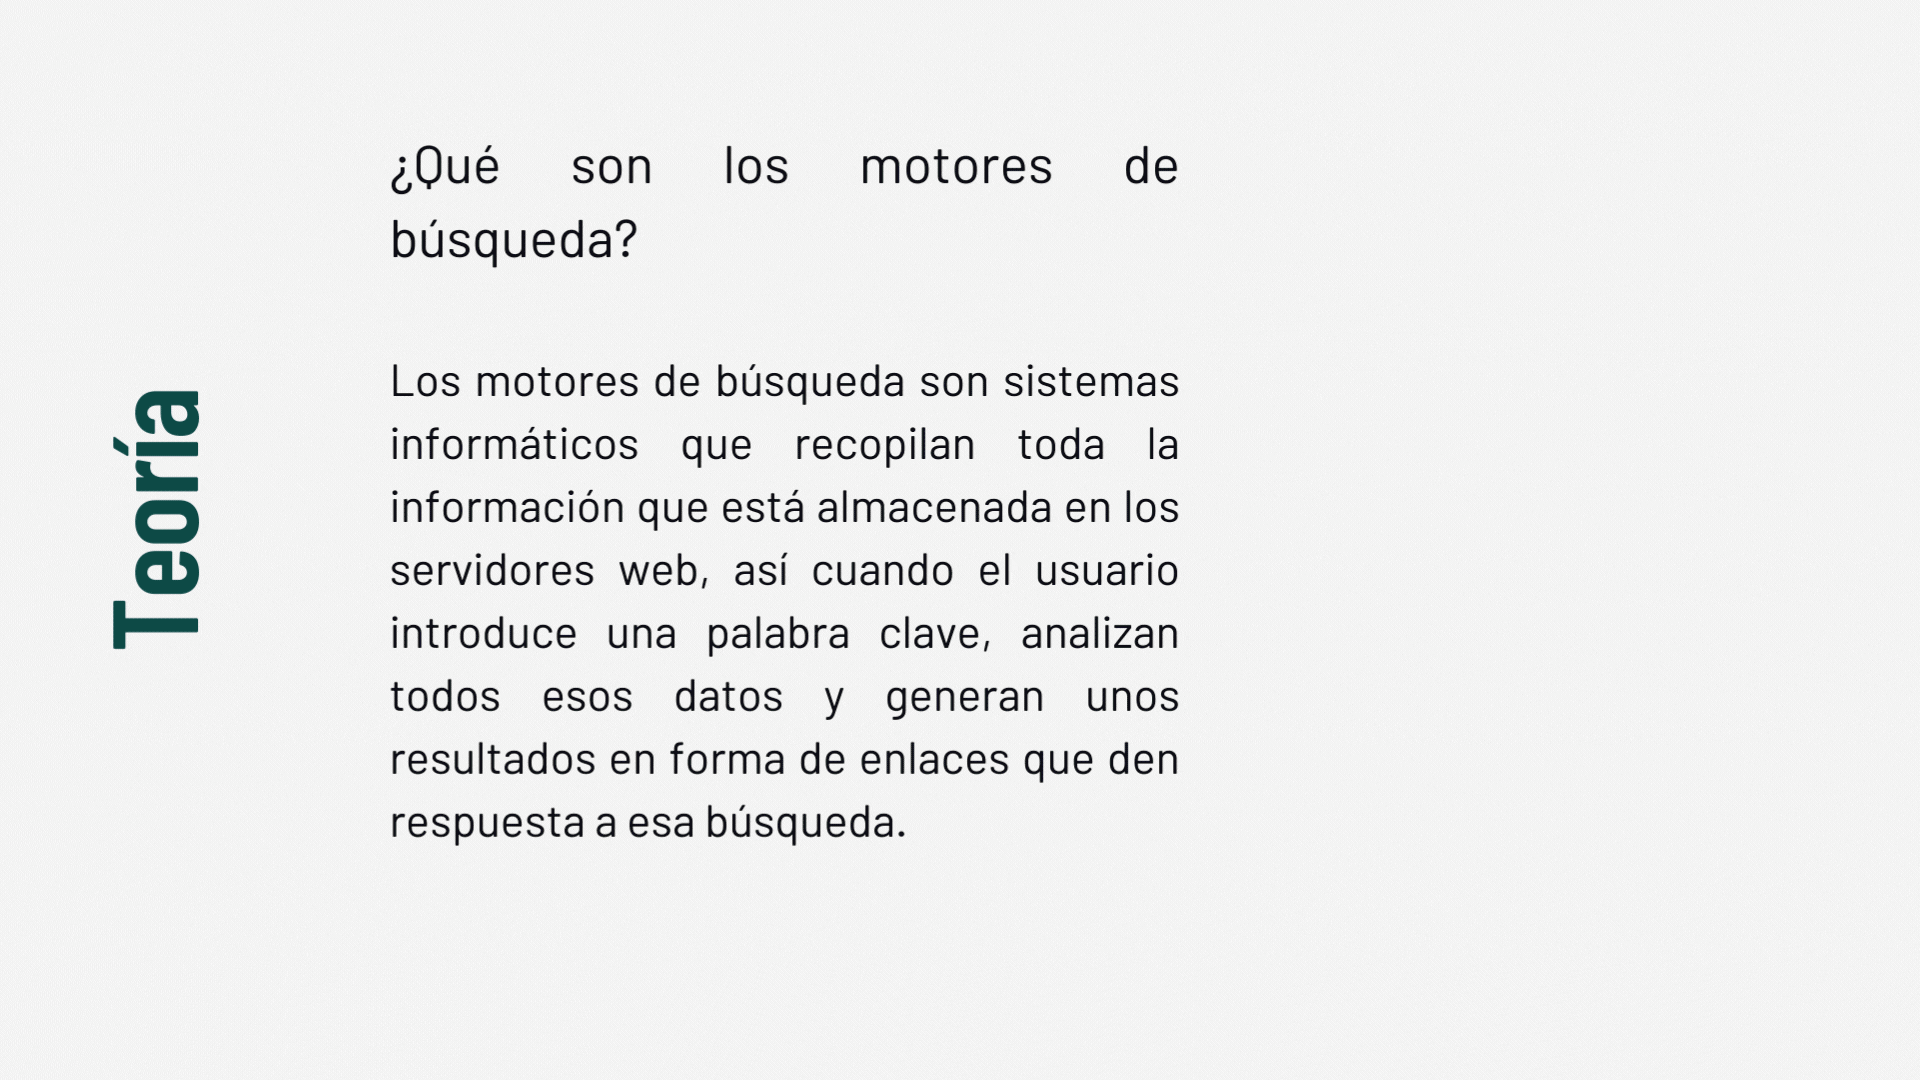 Teoría
¿Qué son los motores de
búsqueda?
Los motores de búsqueda son sistemas
informáticos que recopilan toda la
información que está almacenada en los
servidores web, así cuando el usuario
introduce una palabra clave, analizan
todos esos datos y generan unos
resultados en forma de enlaces que den
respuesta a esa búsqueda.